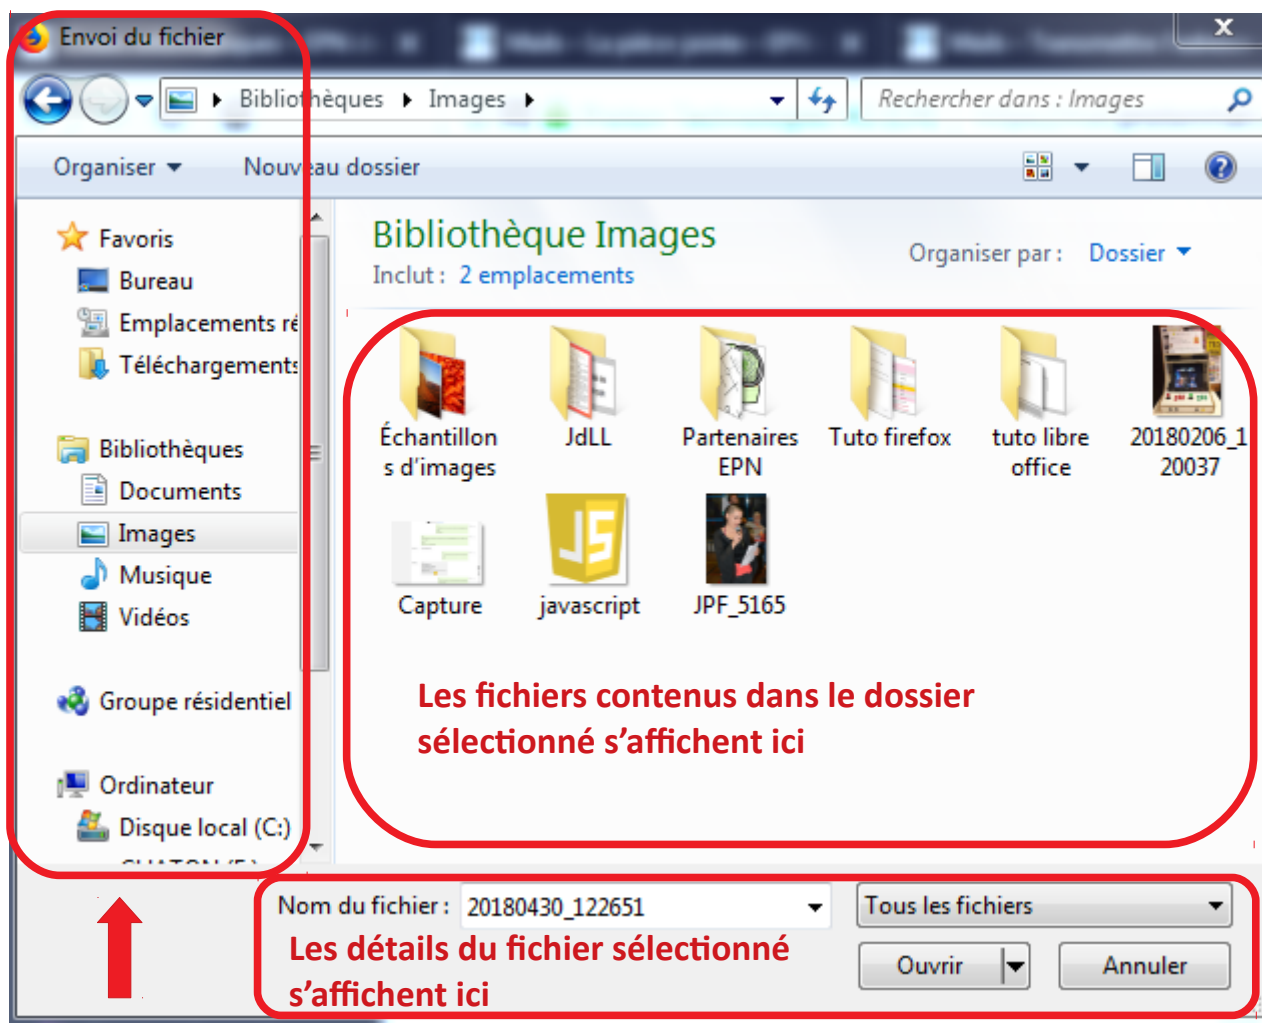 Envoi du fichier
x
Bibliothèques Images
Rechercher dans : Images
Organiser
Nouveau dossier
Favoris
Bureau
Emplacements ré
Téléchargements
Bibliothèques
Documents
Images
Musique
Vidéos
Groupe résidentiel
Ordinateur
Disque local (C:)
Bibliothèque Images
Inclut : 2 emplacements
Organiser par : Dossier
Échantillon
s d'images
JdLL
Partenaires
EPN
Tuto firefox
tuto libre
office
20180206_1
20037
Capture
JS
javascript
JPF_5165
Les fichiers contenus dans le dossier
sélectionné s’affichent ici
Nom du fichier : 20180430_122651
Tous les fichiers
Les détails du fichier sélectionné
s’affichent ici
Ouvrir
Annuler